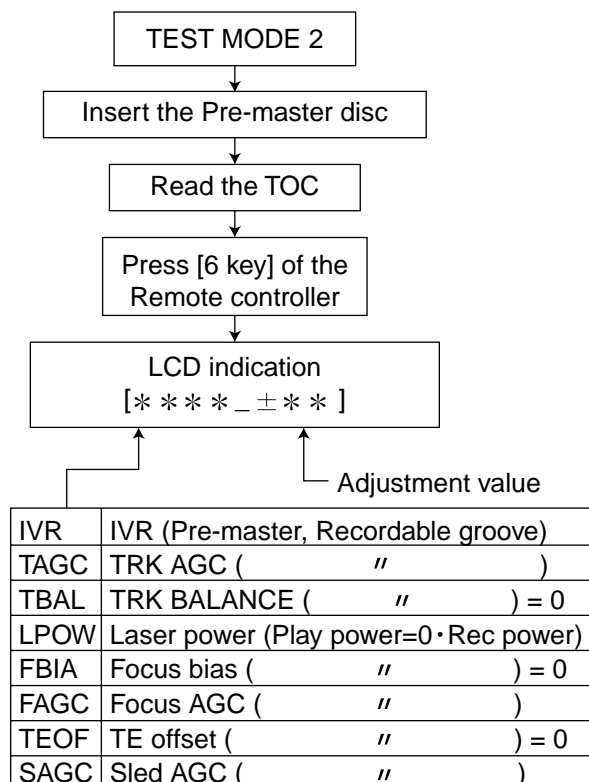 TEST MODE 2
Insert the Pre-master disc
Read the TOC
Press [6 key] of the
Remote controller
LCD indication
[＊＊＊＊_±＊＊]
Adjustment value
IVR IVR (Pre-master, Recordable groove)
TAGC TRK AGC ( 〃 )
TBAL TRK BALANCE ( 〃 ) = 0
LPOW Laser power (Play power=0・Rec power)
FBIA Focus bias ( 〃 ) = 0
FAGC Focus AGC ( 〃 )
TEOF TE offset ( 〃 ) = 0
SAGC Sled AGC ( 〃 )